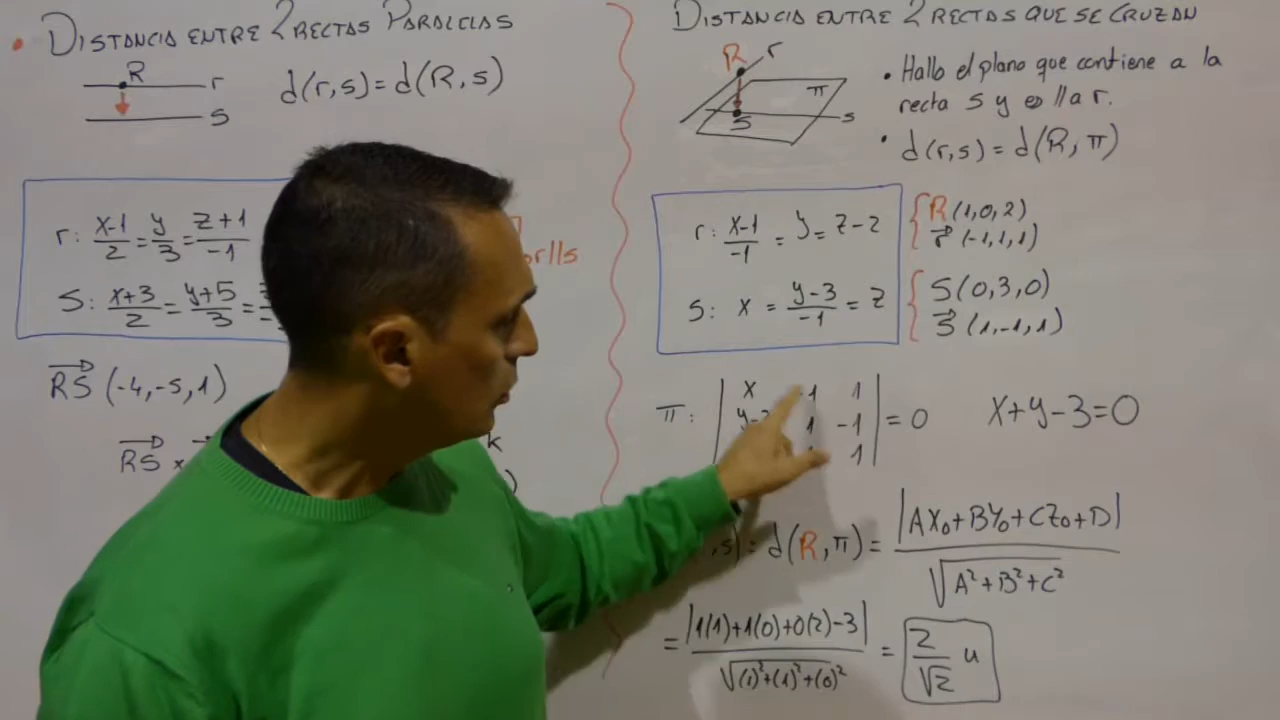 • DISTANCIA ENTRE 2 RECTAS PARALELAS
R
r
S
d(r,s)=d(R,s)
r: x-1/2 = y/3 = z+1/-1
S: x+3/2 = y+5/3 =
RS (-4,-5,1)
RS x
k
)
DISTANCIA ENTRE 2 RECTAS QUE SE CRUZAN
R
r
π
S
s
• Hallo el plano que contiene a la
recta s y es // a r.
• d(r,s)=d(R,π)
r: x-1/-1 = y = z-2
s: x = y-3/-1 = z
R(1,0,2)
r(-1,1,1)
S(0,3,0)
s(1,-1,1)
π: | x -1 1
y-3 1 -1
1 | = 0 x+y-3=0
,s)= d(R,π)= |Ax₀+By₀+Cz₀+D| / √A²+B²+C²
= |1(1)+1(0)+0(2)-3| / √(1)²+(1)²+(0)² = 2/√2 u